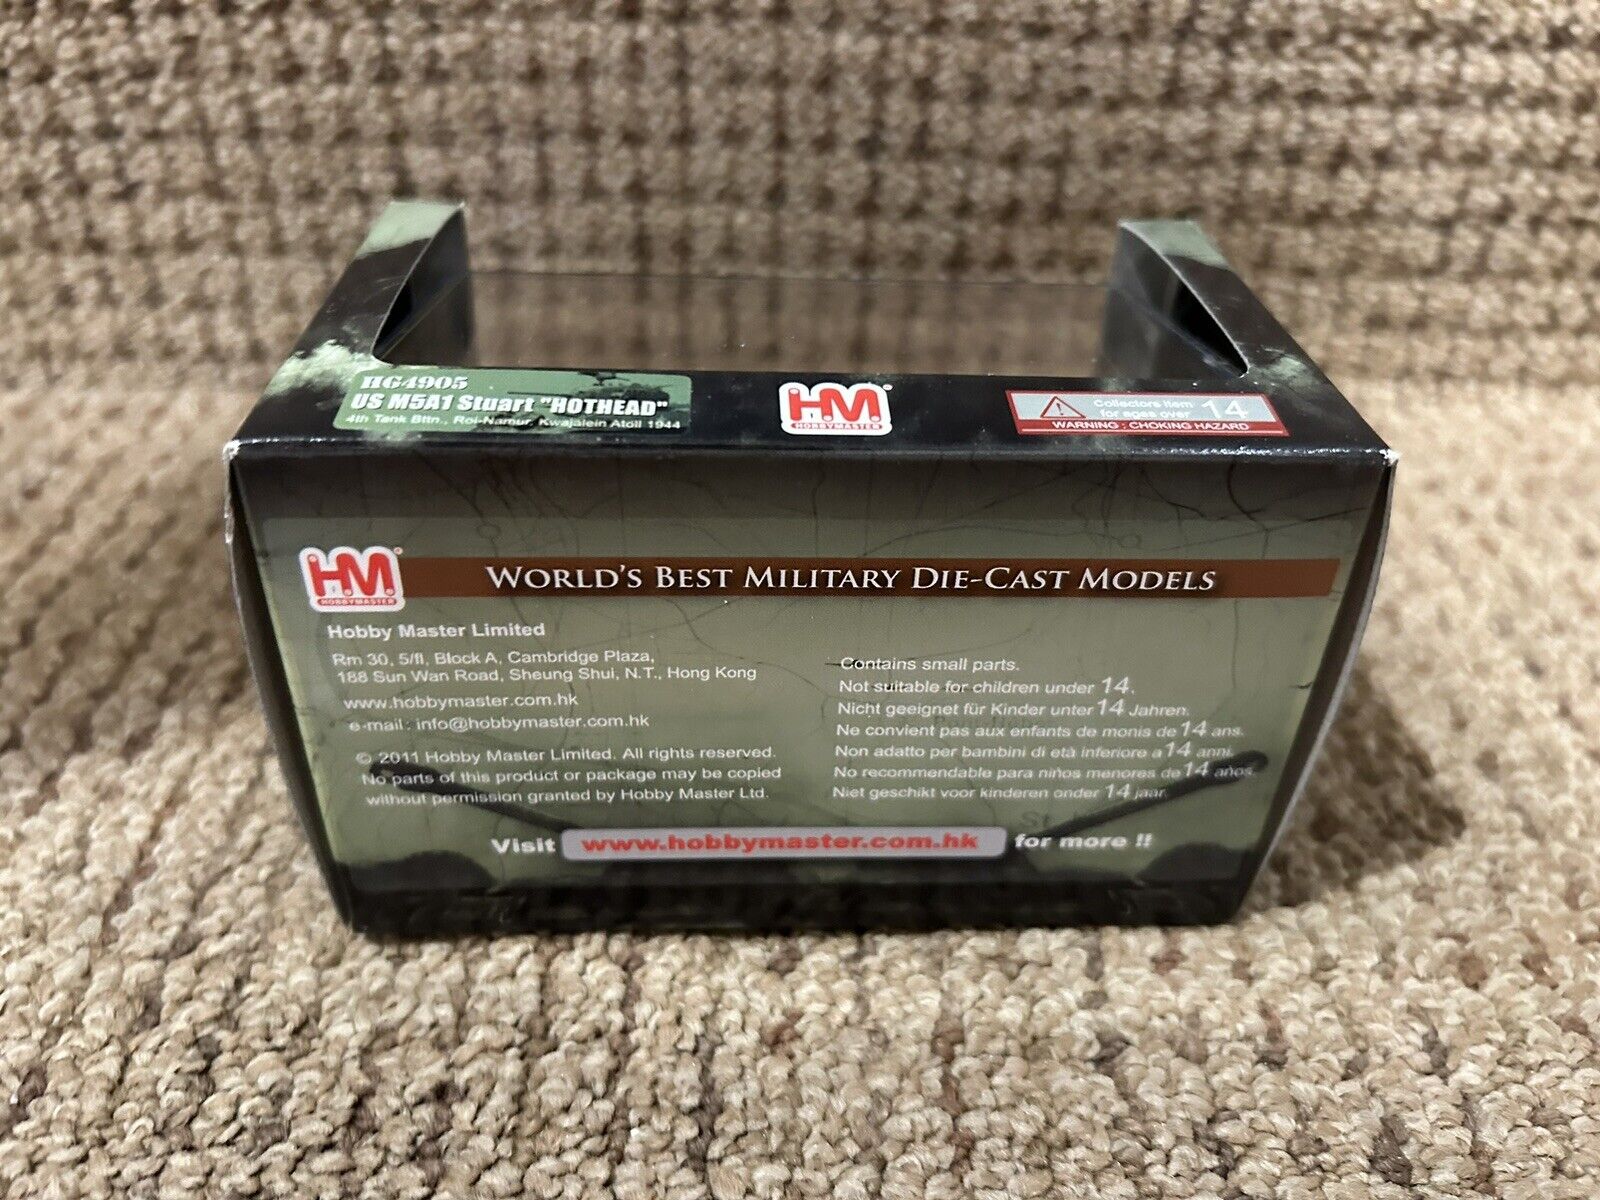 HG4905
US M5A1 Stuart "HOTHEAD"
4th Tank Bttn., Roi-Namur, Kwajalein Atoll 1944
HM
HOBBYMASTER
Collectors item
for ages over 14
WARNING : CHOKING HAZARD
HM
HOBBYMASTER
WORLD'S BEST MILITARY DIE-CAST MODELS
Hobby Master Limited
Rm 30, 5/fl, Block A, Cambridge Plaza,
188 Sun Wan Road, Sheung Shui, N.T., Hong Kong
www.hobbymaster.com.hk
e-mail : info@hobbymaster.com.hk
© 2011 Hobby Master Limited. All rights reserved.
No parts of this product or package may be copied
without permission granted by Hobby Master Ltd.
Contains small parts.
Not suitable for children under 14.
Nicht geeignet für Kinder unter 14 Jahren.
Ne convient pas aux enfants de monis de 14 ans.
Non adatto per bambini di età inferiore a 14 anni.
No recommendable para niños menores de 14 años.
Niet geschikt voor kinderen onder 14 jaar.
Visit www.hobbymaster.com.hk for more !!